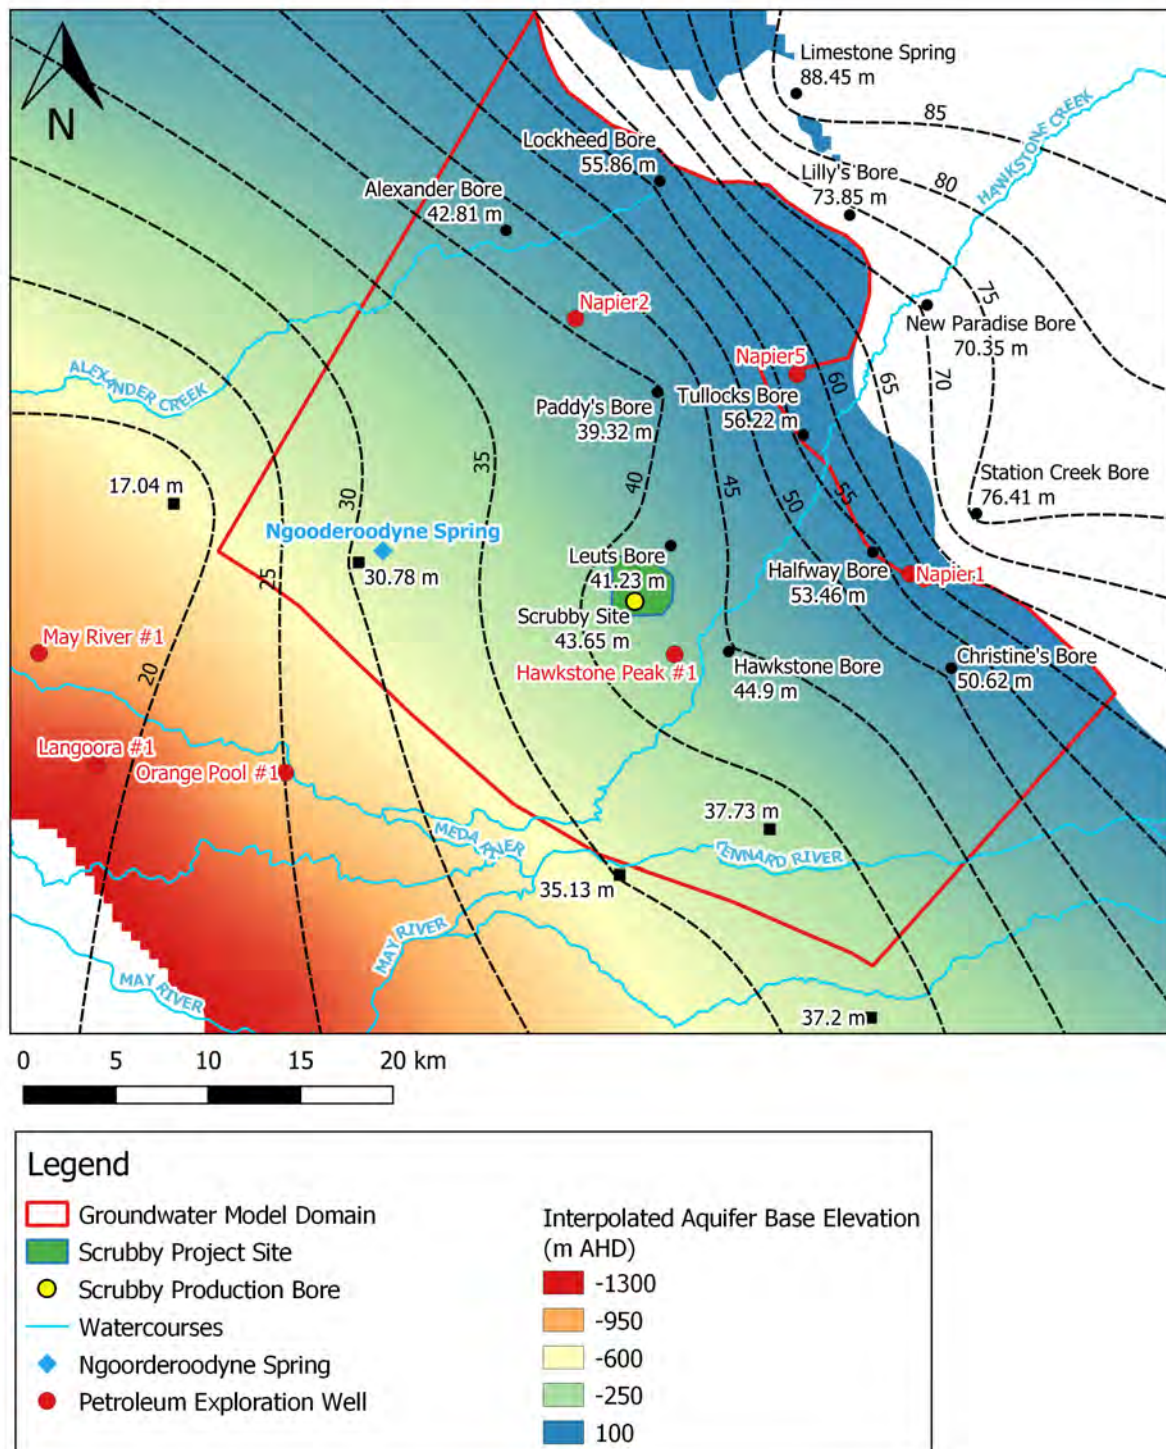 Limestone Spring
88.45 m
HAWKSTONE CREEK
85
Lockheed Bore
55.86 m
Lilly's Bore
73.85 m
80
Alexander Bore
42.81 m
75
Napier2
New Paradise Bore
70.35 m
Napier5
ALEXANDER CREEK
60
65
70
Tullocks Bore
56.22 m
Paddy's Bore
39.32 m
35
Station Creek Bore
76.41 m
17.04 m
30
40
45
50
55
Ngooderoodyne Spring
30.78 m
Leuts Bore
41.23 m
Halfway Bore
53.46 m
Napier1
25
Scrubby Site
43.65 m
May River #1
20
Hawkstone Peak #1
Hawkstone Bore
44.9 m
Christine's Bore
50.62 m
Langoora #1
Orange Pool #1
37.73 m
MEDA RIVER
LENNARD RIVER
35.13 m
MAY RIVER
MAY RIVER
37.2 m
N
0 5 10 15 20 km
Legend
Groundwater Model Domain
Scrubby Project Site
Scrubby Production Bore
Watercourses
Ngoorderoodyne Spring
Petroleum Exploration Well
Interpolated Aquifer Base Elevation
(m AHD)
-1300
-950
-600
-250
100